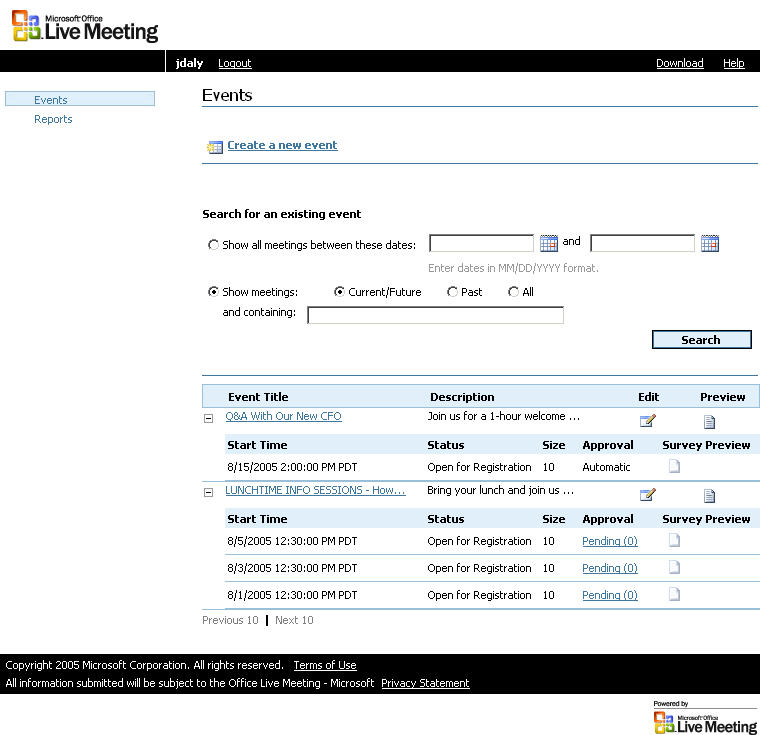 Microsoft Office
Live Meeting
jdaly Logout Download Help
Events
Reports
Events
Create a new event
Search for an existing event
Show all meetings between these dates: and
Enter dates in MM/DD/YYYY format.
Show meetings: Current/Future Past All
and containing:
Search
Event Title Description Edit Preview
Q&A With Our New CFO Join us for a 1-hour welcome ...
Start Time Status Size Approval Survey Preview
8/15/2005 2:00:00 PM PDT Open for Registration 10 Automatic
LUNCHTIME INFO SESSIONS - How... Bring your lunch and join us ...
Start Time Status Size Approval Survey Preview
8/5/2005 12:30:00 PM PDT Open for Registration 10 Pending (0)
8/3/2005 12:30:00 PM PDT Open for Registration 10 Pending (0)
8/1/2005 12:30:00 PM PDT Open for Registration 10 Pending (0)
Previous 10 | Next 10
Copyright 2005 Microsoft Corporation. All rights reserved. Terms of Use
All information submitted will be subject to the Office Live Meeting - Microsoft Privacy Statement
Powered by
Microsoft Office
Live Meeting